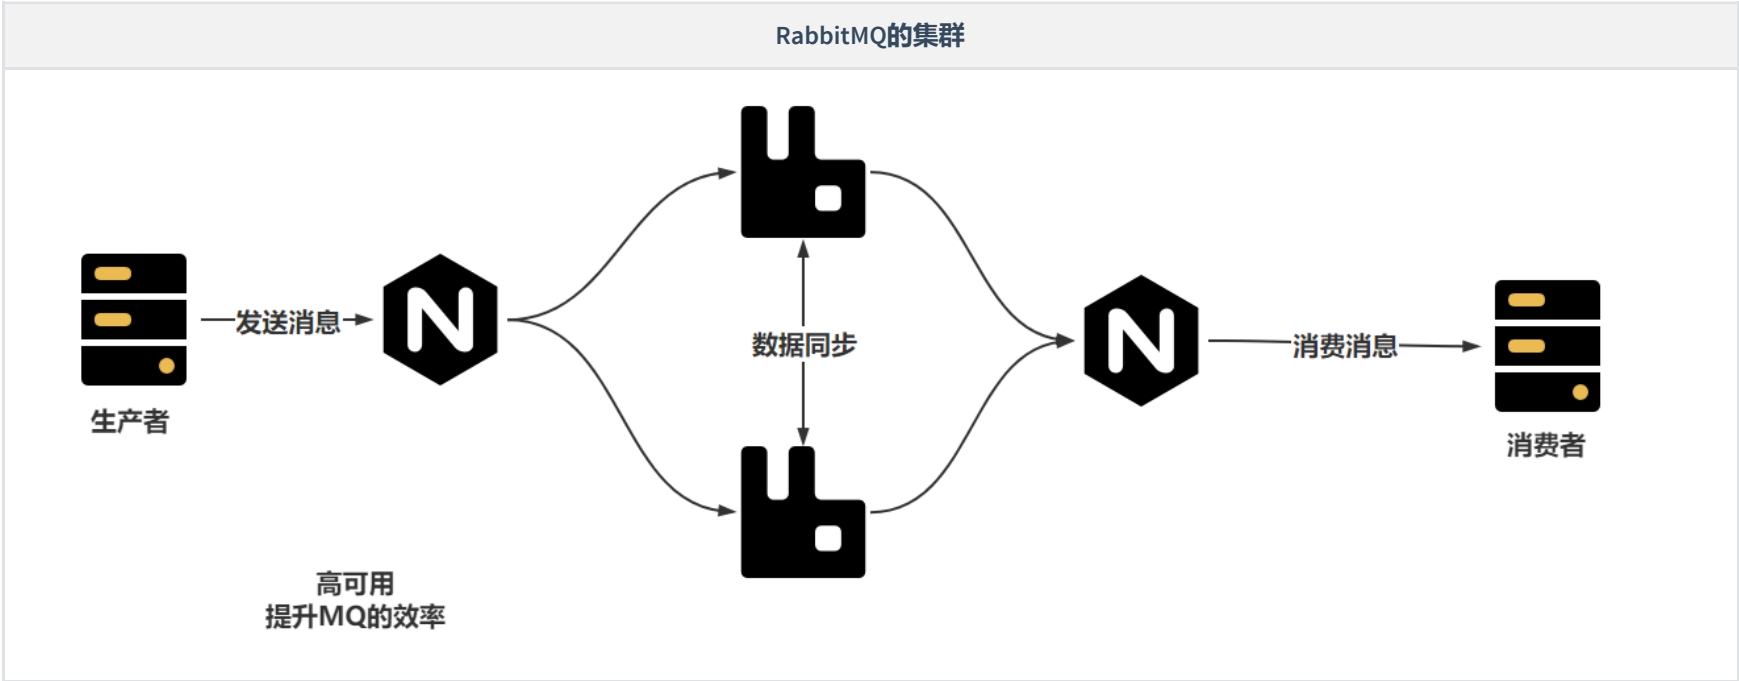 RabbitMQ的集群
发送消息
生产者
数据同步
消费消息
消费者
高可用
提升MQ的效率